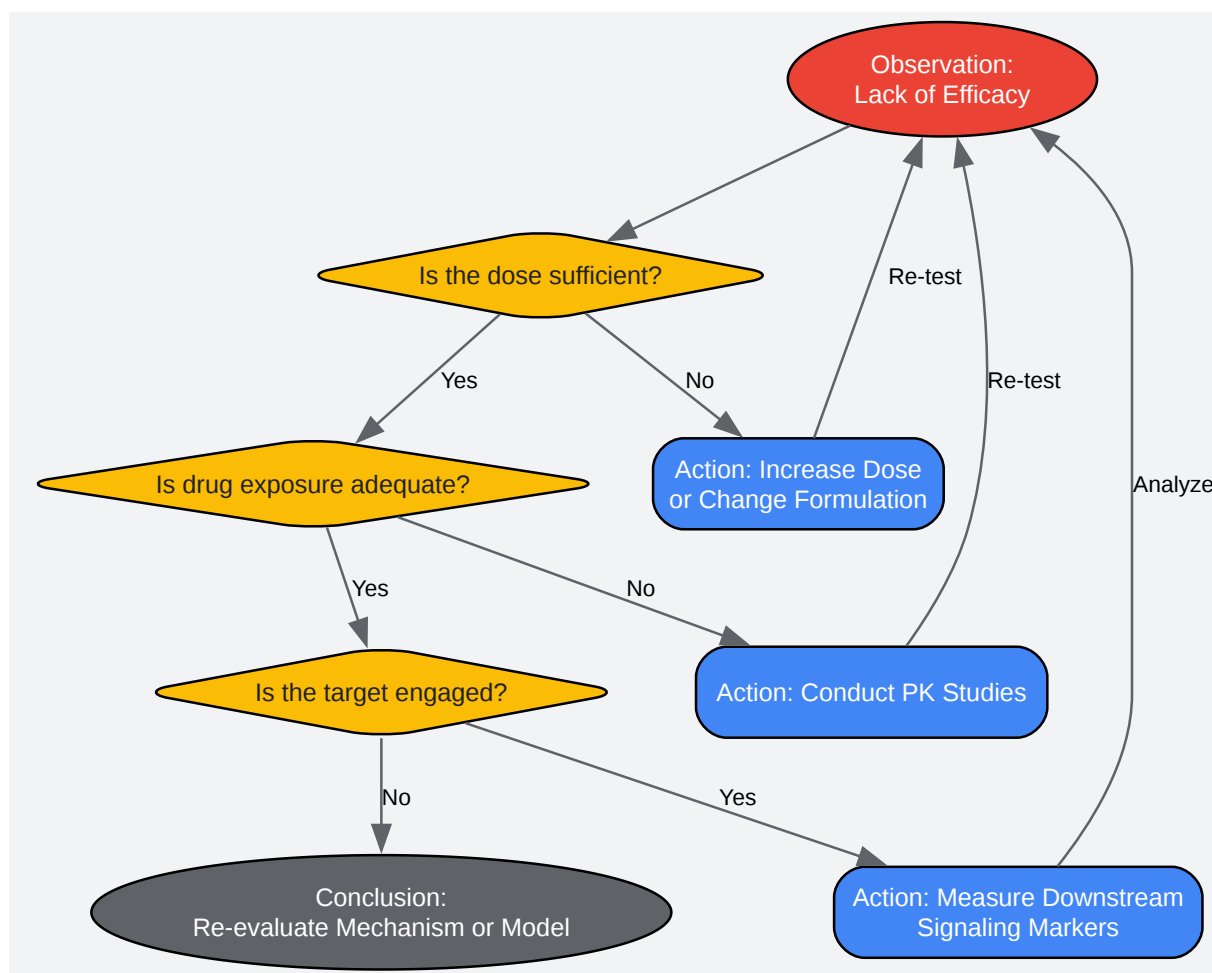 Observation:
Lack of Efficacy
Is the dose sufficient?
Re-test
Yes
No
Re-test
Is drug exposure adequate?
Action: Increase Dose
or Change Formulation
Analyze
Yes
No
Is the target engaged?
Action: Conduct PK Studies
No
Yes
Conclusion:
Re-evaluate Mechanism or Model
Action: Measure Downstream
Signaling Markers